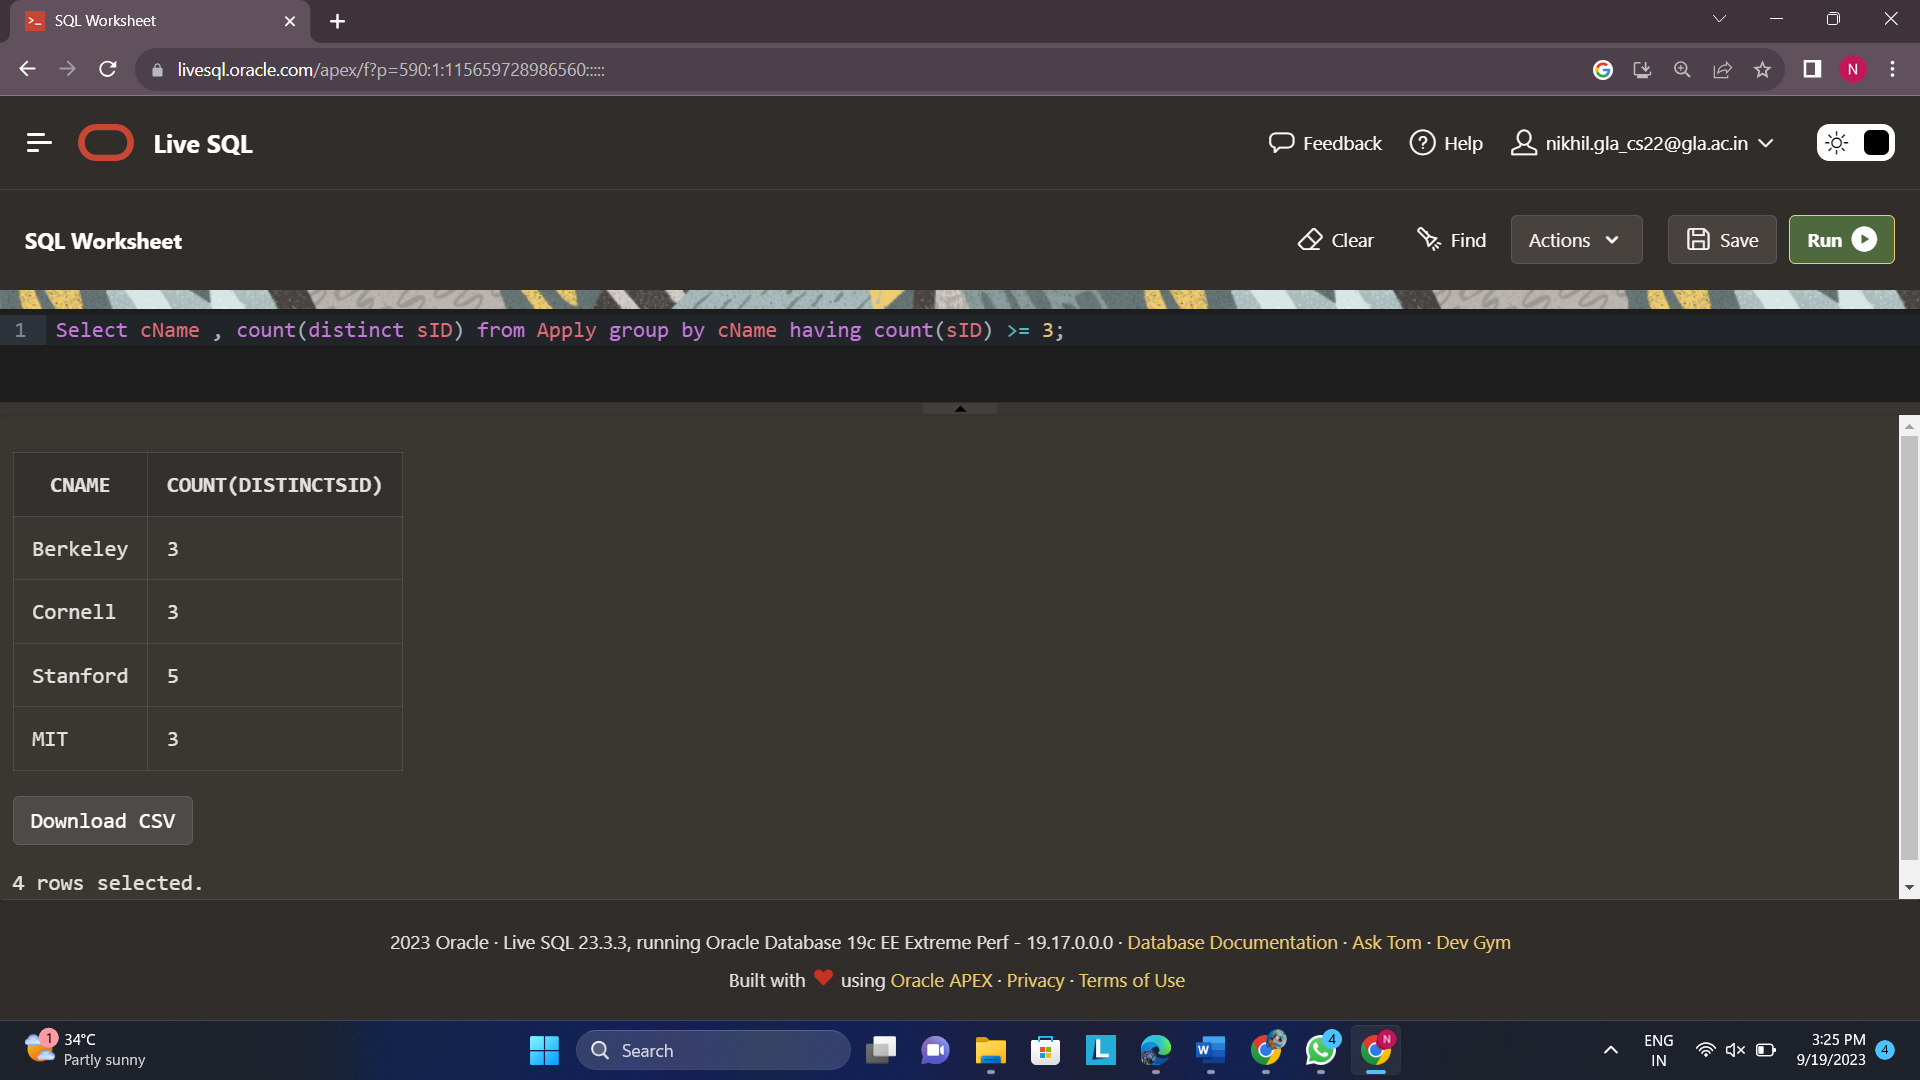 SQL Worksheet
livesql.oracle.com/apex/f?p=590:1:115659728986560:::::
N
Live SQL
Feedback
Help
nikhil.gla_cs22@gla.ac.in
SQL Worksheet
Clear
Find
Actions
Save
Run
1 Select cName , count(distinct sID) from Apply group by cName having count(sID) >= 3;
CNAME COUNT(DISTINCTSID)
Berkeley 3
Cornell 3
Stanford 5
MIT 3
Download CSV
4 rows selected.
2023 Oracle · Live SQL 23.3.3, running Oracle Database 19c EE Extreme Perf - 19.17.0.0.0 · Database Documentation · Ask Tom · Dev Gym
Built with ❤ using Oracle APEX · Privacy · Terms of Use
1
34°C
Partly sunny
Search
L
W
4
N
ENG
IN
3:25 PM
9/19/2023
4